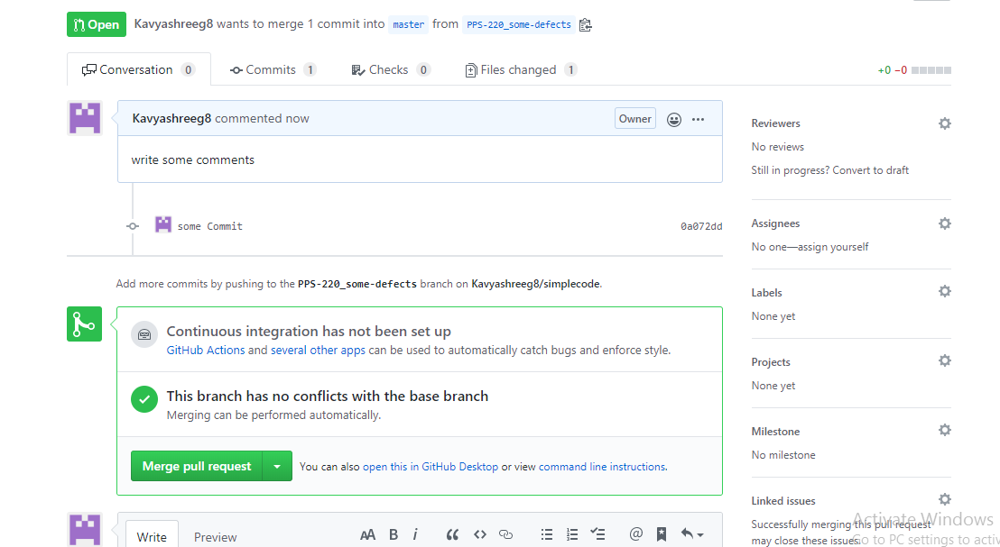 Open Kavyashreeg8 wants to merge 1 commit into master from PPS-220_some-defects
Conversation 0 Commits 1 Checks 0 Files changed 1 +0 −0
Kavyashreeg8 commented now Owner
write some comments
some Commit 0a072dd
Add more commits by pushing to the PPS-220_some-defects branch on Kavyashreeg8/simplecode.
Continuous integration has not been set up
GitHub Actions and several other apps can be used to automatically catch bugs and enforce style.
This branch has no conflicts with the base branch
Merging can be performed automatically.
Merge pull request You can also open this in GitHub Desktop or view command line instructions.
Write Preview AA B i @
Reviewers
No reviews
Still in progress? Convert to draft
Assignees
No one—assign yourself
Labels
None yet
Projects
None yet
Milestone
No milestone
Linked issues
Successfully merging this pull request
may close these issues.
Activate Windows
Go to PC settings to activ